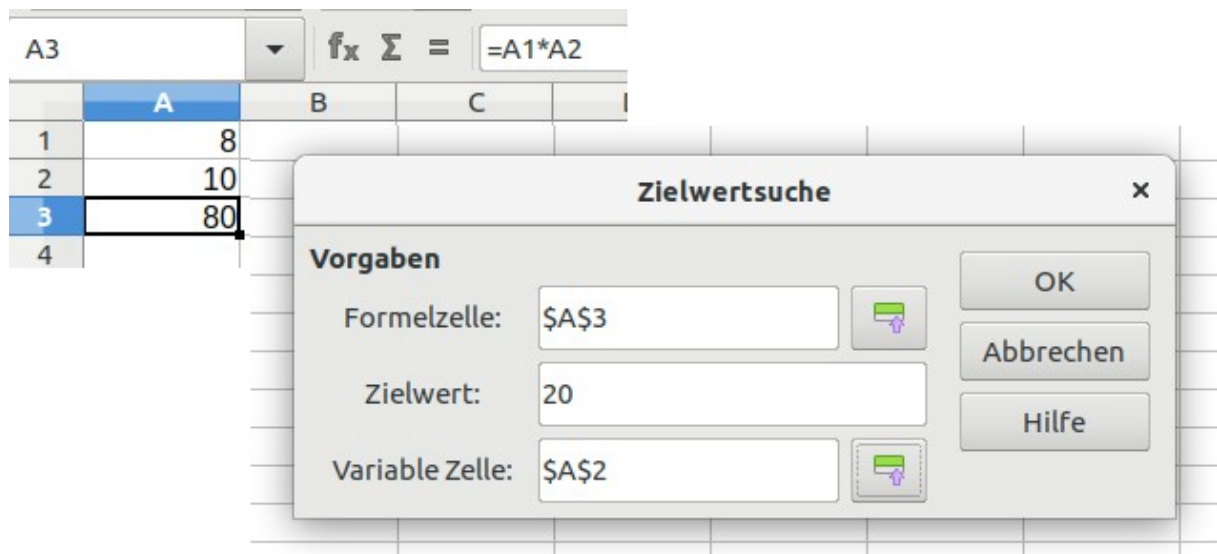 A3 fx Σ = =A1*A2
A B C
1 8
2 10
3 80
4
Zielwertsuche ×
Vorgaben
Formelzelle: $A$3
Zielwert: 20
Variable Zelle: $A$2
OK
Abbrechen
Hilfe